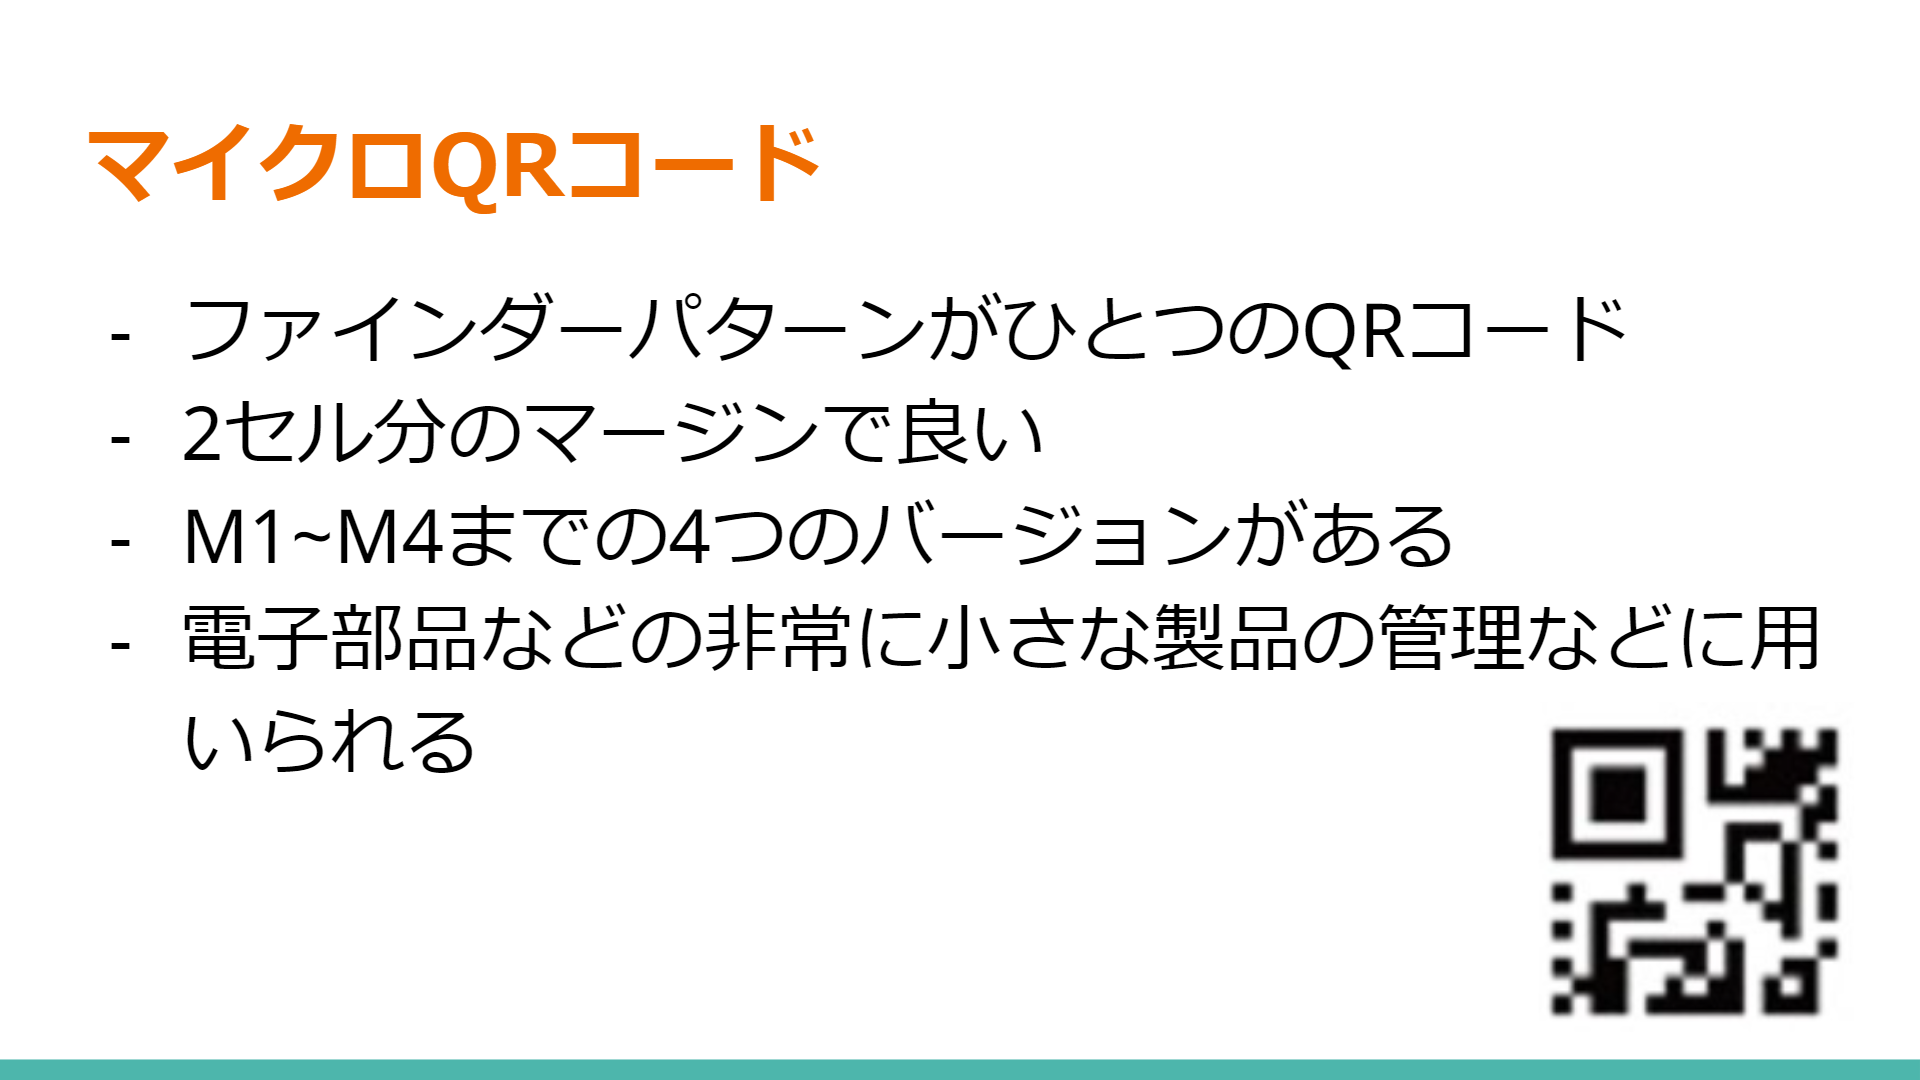 マイクロQRコード
- ファインダーパターンがひとつのQRコード
- 2セル分のマージンで良い
- M1~M4までの4つのバージョンがある
- 電子部品などの非常に小さな製品の管理などに用
いられる